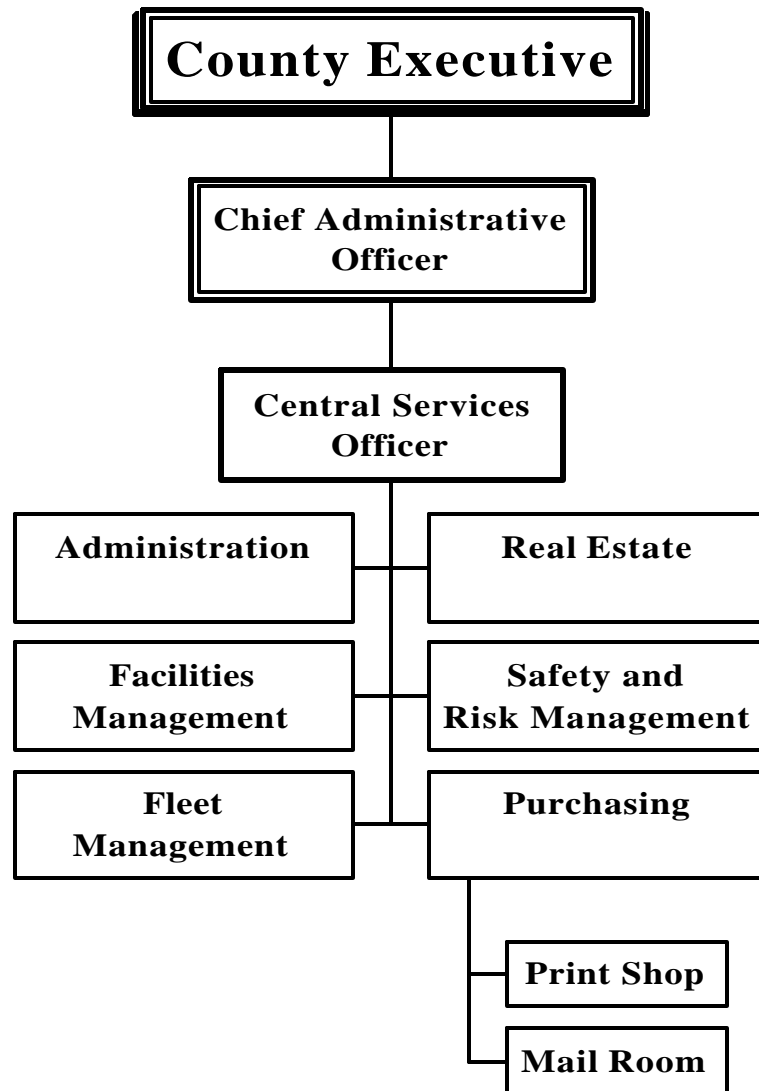 County Executive
Chief Administrative
Officer
Central Services
Officer
Administration
Real Estate
Facilities
Management
Safety and
Risk Management
Fleet
Management
Purchasing
Print Shop
Mail Room